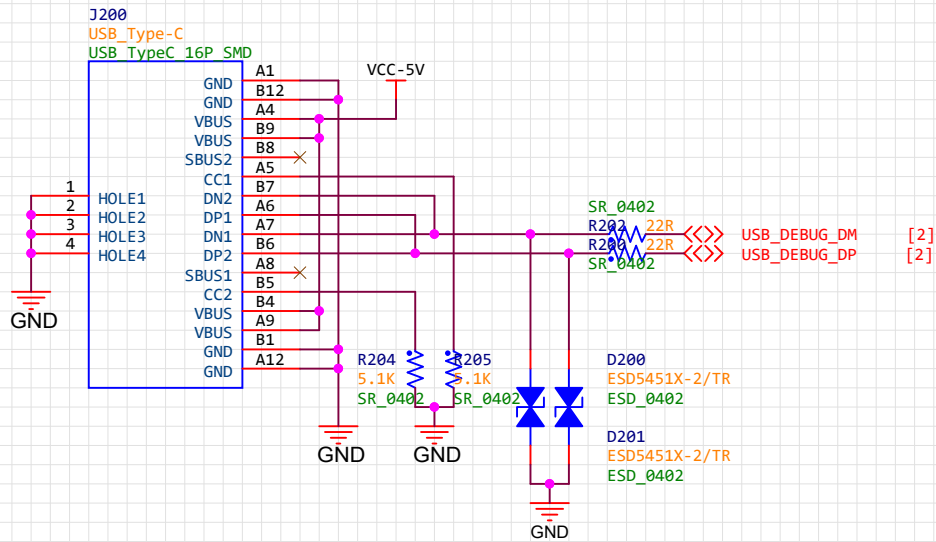 J200
USB_Type-C
USB_TypeC_16P_SMD
GND A1
GND B12
VBUS A4
VBUS B9
SBUS2 B8
CC1 A5
1 HOLE1 DN2 B7
2 HOLE2 DP1 A6
3 HOLE3 DN1 A7
4 HOLE4 DP2 B6
SBUS1 A8
CC2 B5
VBUS B4
VBUS A9
GND B1
GND A12
GND
VCC-5V
SR_0402
R202 22R
USB_DEBUG_DM [2]
R200 22R
USB_DEBUG_DP [2]
SR_0402
R204
5.1K
SR_0402
R205
5.1K
SR_0402
GND
GND
D200
ESD5451X-2/TR
ESD_0402
D201
ESD5451X-2/TR
ESD_0402
GND